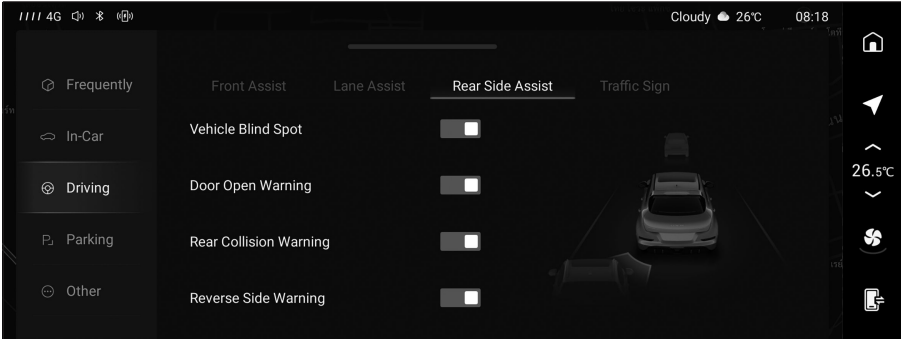 4G
Cloudy 26℃ 08:18
Frequently
In-Car
Driving
Parking
Other
Front Assist Lane Assist Rear Side Assist Traffic Sign
Vehicle Blind Spot
Door Open Warning
Rear Collision Warning
Reverse Side Warning
26.5℃